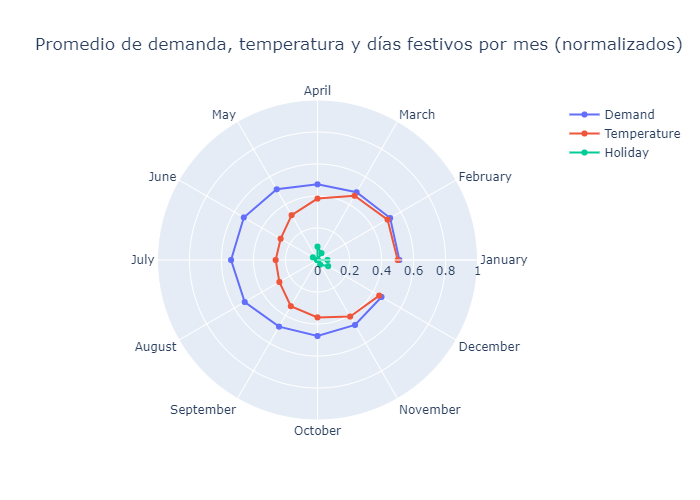 Promedio de demanda, temperatura y días festivos por mes (normalizados)
April
May
March
Demand
Temperature
Holiday
June
February
July
January
0 0.2 0.4 0.6 0.8 1
August
December
September
November
October